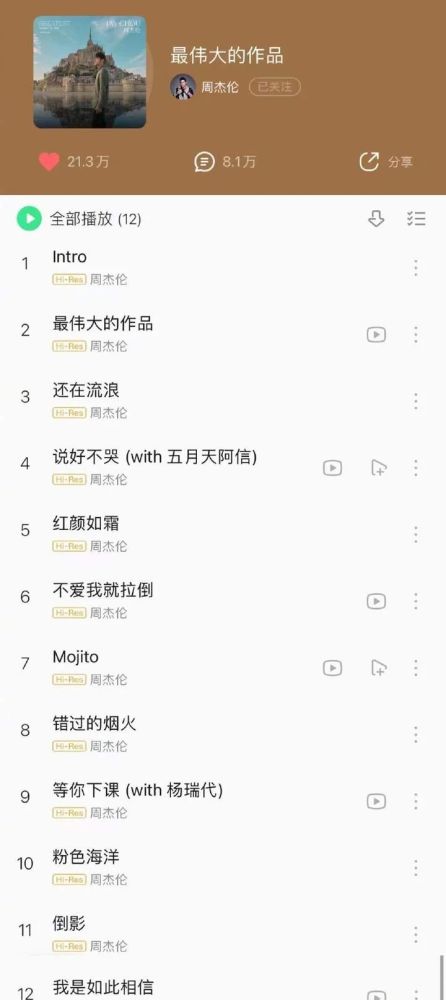 GREATEST
JAY CHOU
周杰伦
最伟大的作品
周杰伦
已关注
21.3万
8.1万
分享
全部播放 (12)
1
Intro
Hi-Res 周杰伦
2
最伟大的作品
Hi-Res 周杰伦
3
还在流浪
Hi-Res 周杰伦
4
说好不哭 (with 五月天阿信)
Hi-Res 周杰伦
5
红颜如霜
Hi-Res 周杰伦
6
不爱我就拉倒
Hi-Res 周杰伦
7
Mojito
Hi-Res 周杰伦
8
错过的烟火
Hi-Res 周杰伦
9
等你下课 (with 杨瑞代)
Hi-Res 周杰伦
10
粉色海洋
Hi-Res 周杰伦
11
倒影
Hi-Res 周杰伦
12
我是如此相信